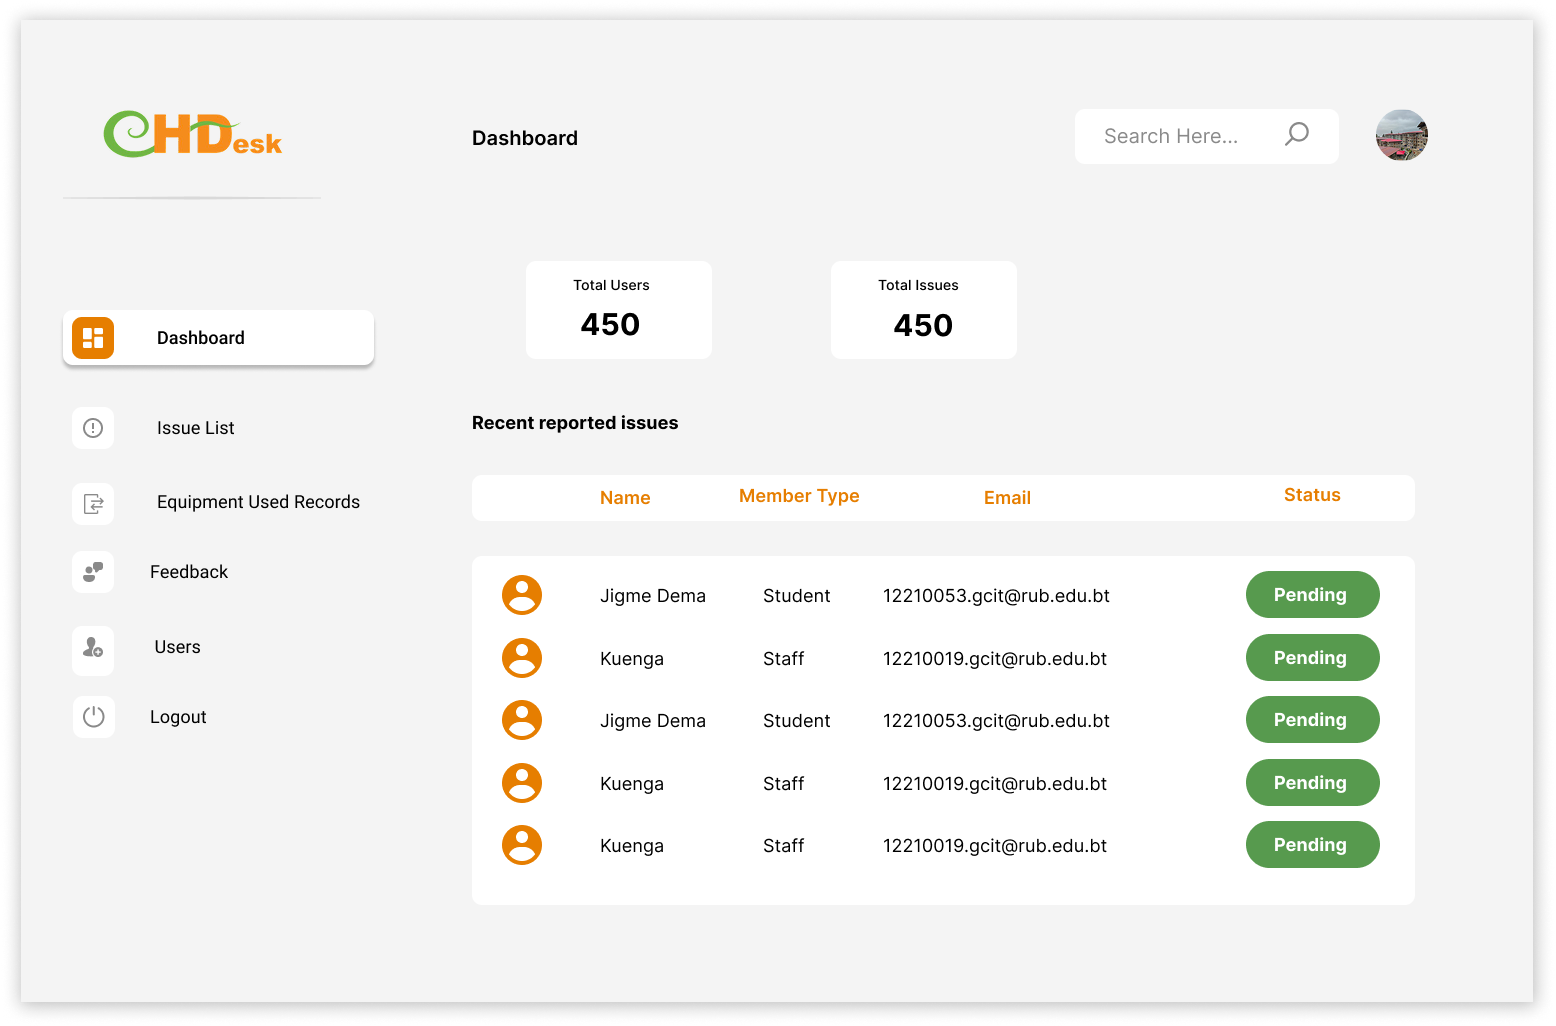 eHDesk
Dashboard
Search Here...
Dashboard
Issue List
Equipment Used Records
Feedback
Users
Logout
Total Users
450
Total Issues
450
Recent reported issues
Name Member Type Email Status
Jigme Dema Student 12210053.gcit@rub.edu.bt Pending
Kuenga Staff 12210019.gcit@rub.edu.bt Pending
Jigme Dema Student 12210053.gcit@rub.edu.bt Pending
Kuenga Staff 12210019.gcit@rub.edu.bt Pending
Kuenga Staff 12210019.gcit@rub.edu.bt Pending